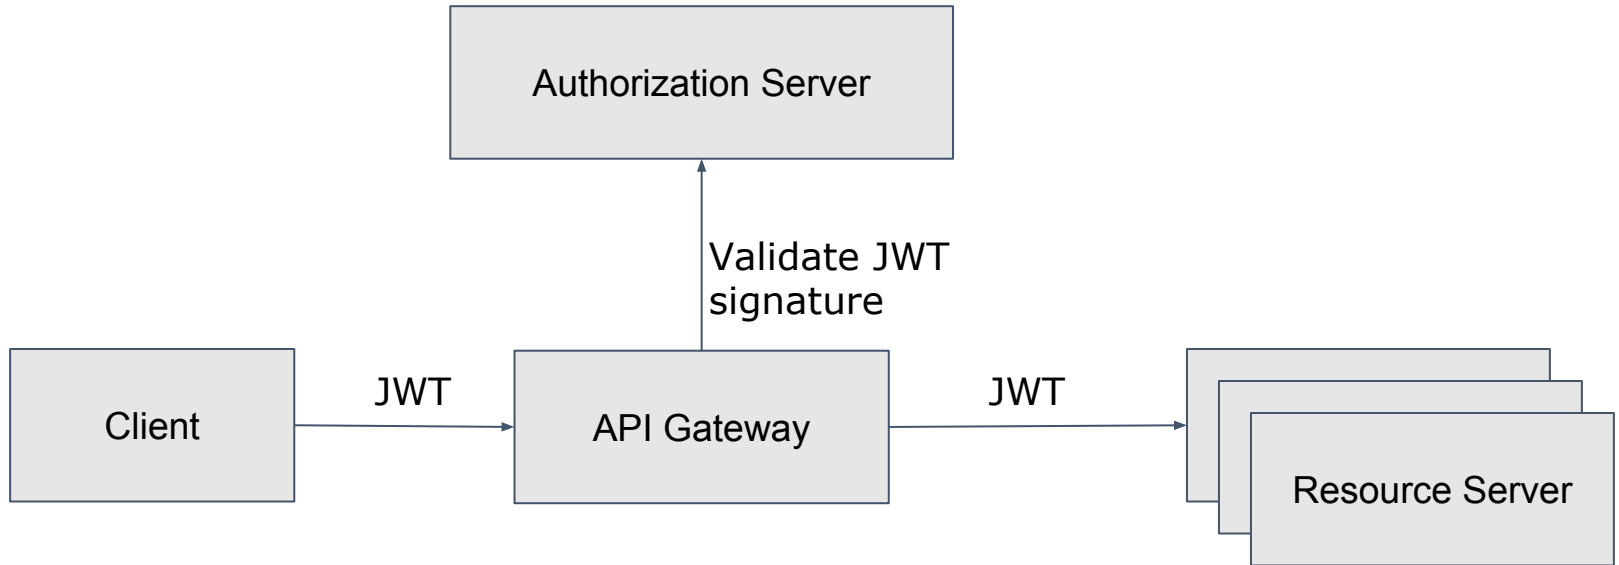 Authorization Server
Validate JWT
signature
Client
JWT
API Gateway
JWT
Resource Server